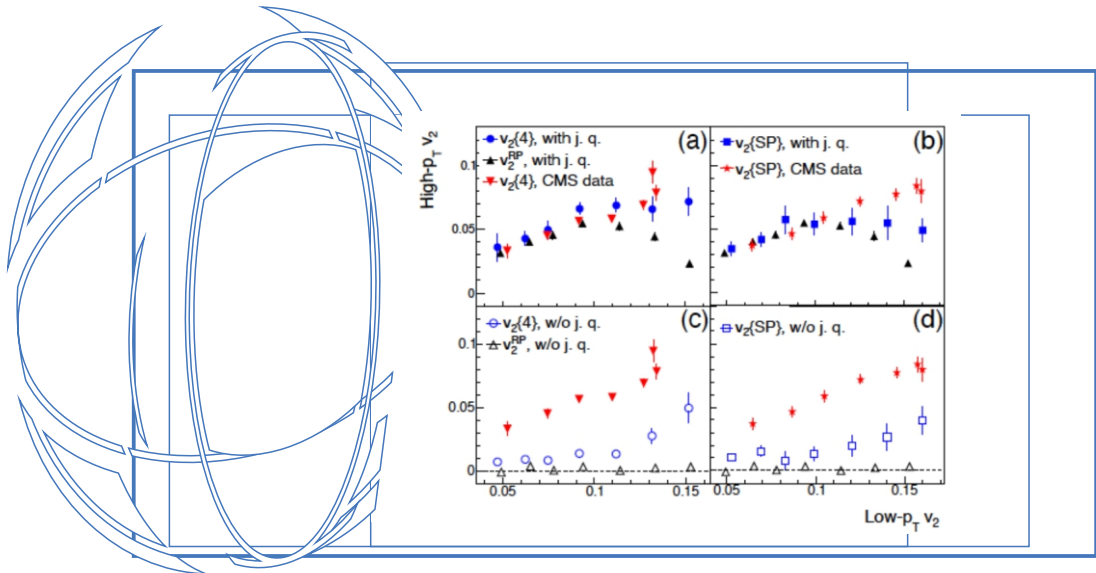 High-p_T v_2
v_2{4}, with j. q. (a)
v_2^RP, with j. q.
v_2{4}, CMS data
0.1
0.05
0
v_2{SP}, with j. q. (b)
v_2{SP}, CMS data
v_2{4}, w/o j. q. (c)
v_2^RP, w/o j. q.
0.1
0.05
0
v_2{SP}, w/o j. q. (d)
0.05 0.1 0.15 0.05 0.1 0.15
Low-p_T v_2